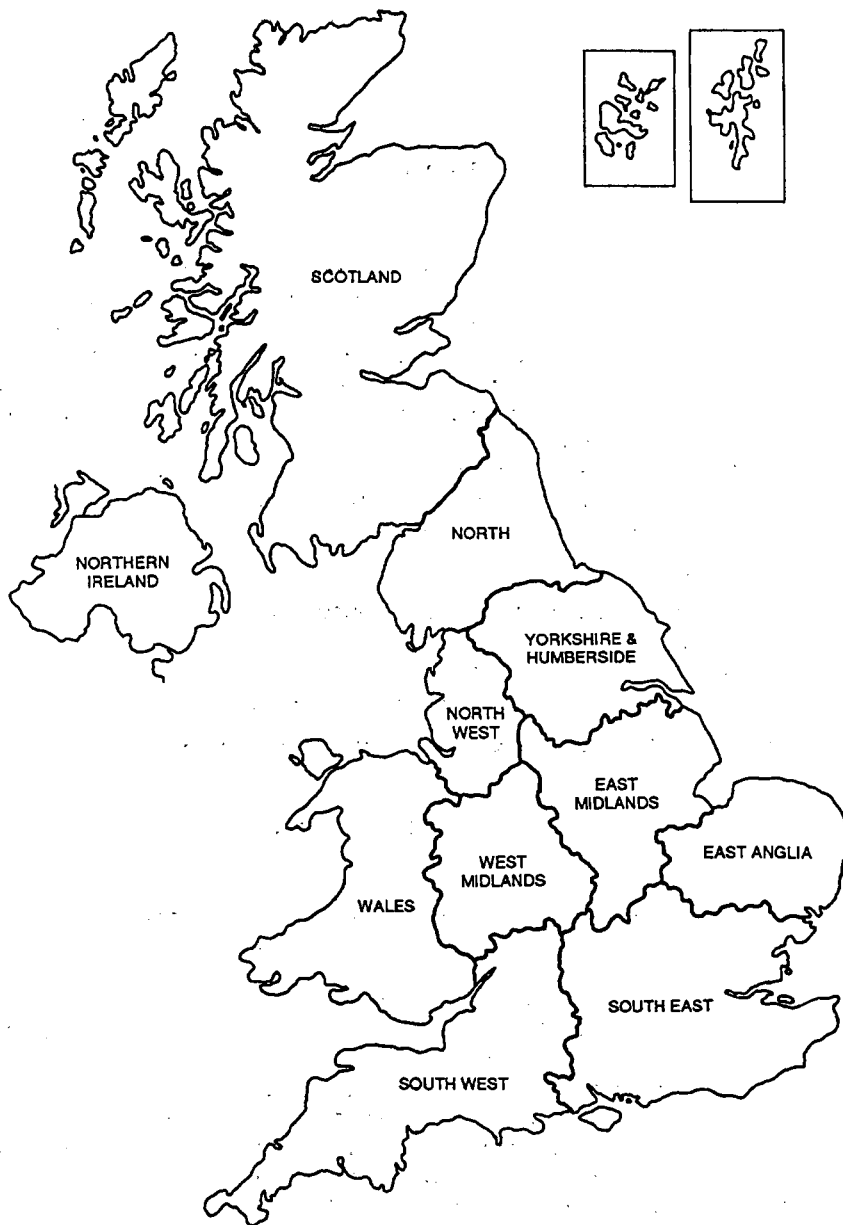 SCOTLAND
NORTH
NORTHERN
IRELAND
YORKSHIRE &
HUMBERSIDE
NORTH
WEST
EAST
MIDLANDS
EAST ANGLIA
WEST
MIDLANDS
WALES
SOUTH EAST
SOUTH WEST